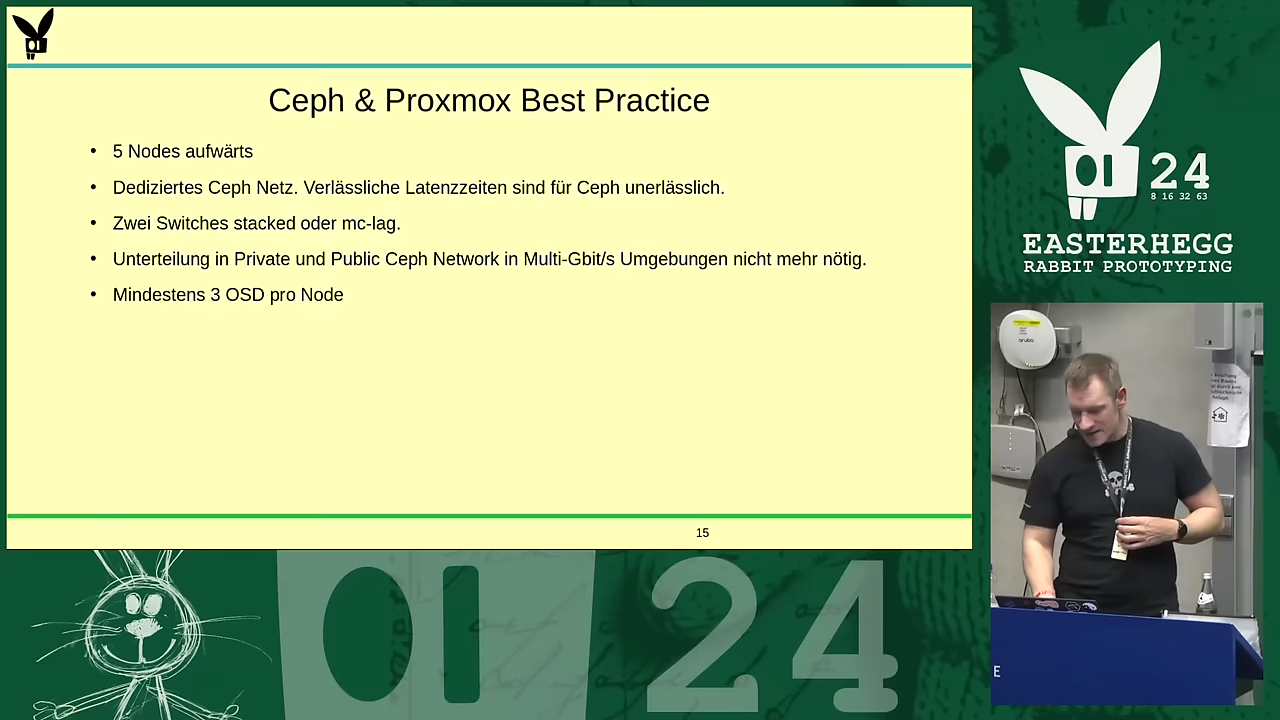 Ceph & Proxmox Best Practice
• 5 Nodes aufwärts
• Dediziertes Ceph Netz. Verlässliche Latenzzeiten sind für Ceph unerlässlich.
• Zwei Switches stacked oder mc-lag.
• Unterteilung in Private und Public Ceph Network in Multi-Gbit/s Umgebungen nicht mehr nötig.
• Mindestens 3 OSD pro Node
15
24
8 16 32 63
EASTERHEGG
RABBIT PROTOTYPING
aruba
E
24